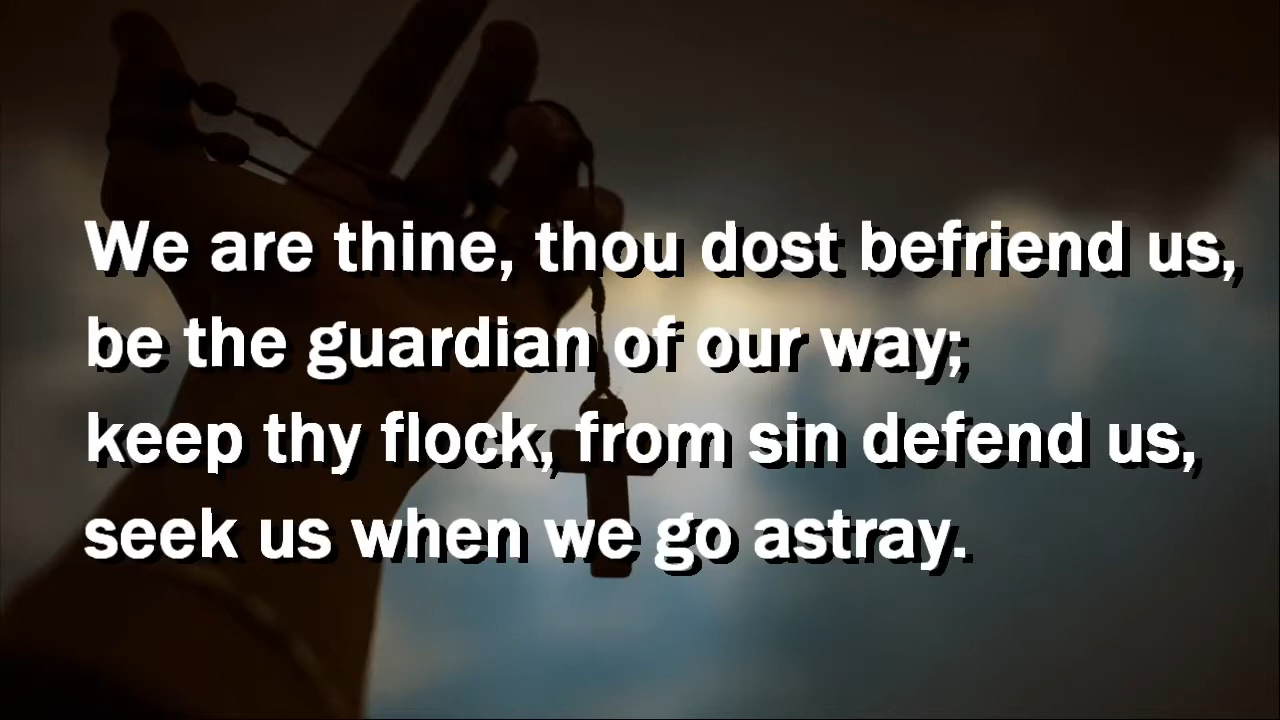 We are thine, thou dost befriend us,
be the guardian of our way;
keep thy flock, from sin defend us,
seek us when we go astray.